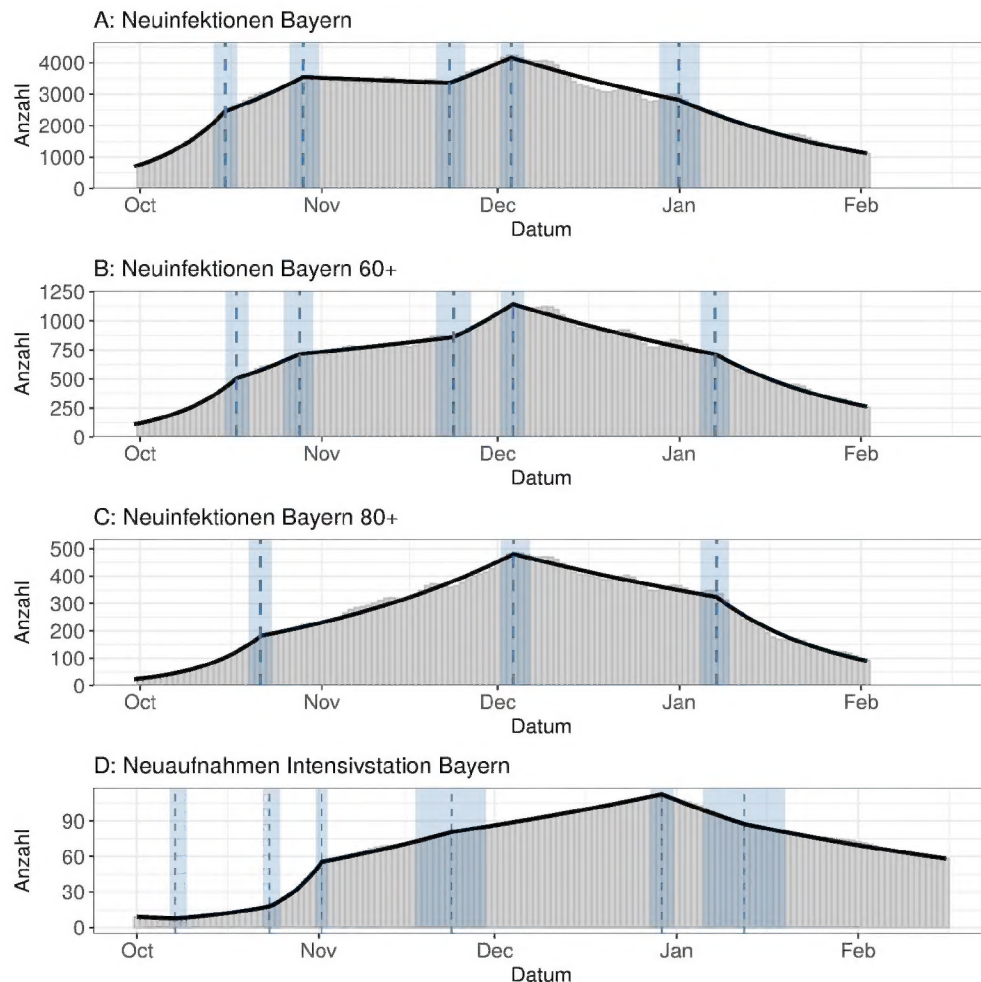 A: Neuinfektionen Bayern
Anzahl
4000
3000
2000
1000
0
Oct Nov Dec Jan Feb
Datum
B: Neuinfektionen Bayern 60+
Anzahl
1250
1000
750
500
250
0
Oct Nov Dec Jan Feb
Datum
C: Neuinfektionen Bayern 80+
Anzahl
500
400
300
200
100
0
Oct Nov Dec Jan Feb
Datum
D: Neuaufnahmen Intensivstation Bayern
Anzahl
90
60
30
0
Oct Nov Dec Jan Feb
Datum